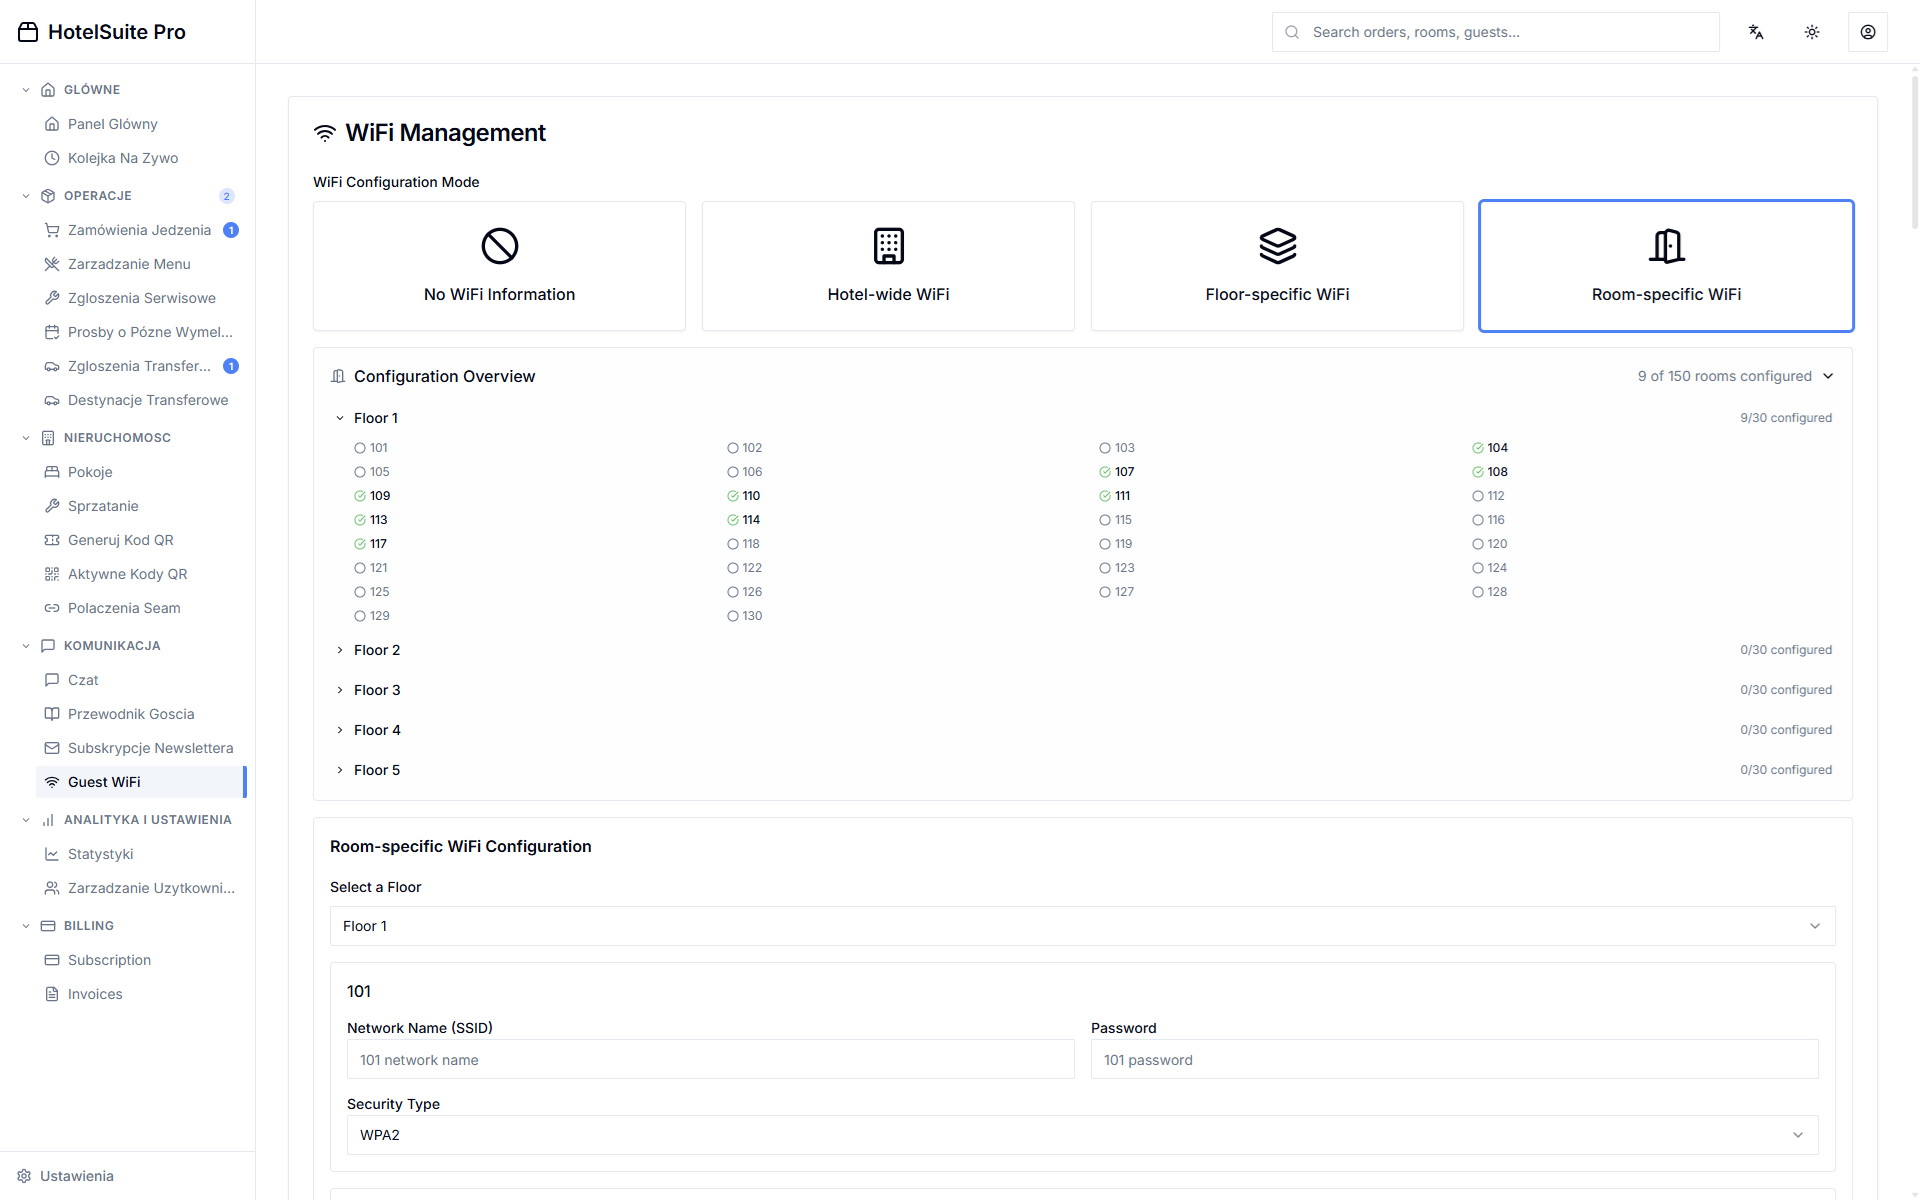 HotelSuite Pro
Search orders, rooms, guests...
GLÓWNE
Panel Glówny
Kolejka Na Zywo
OPERACJE 2
Zamówienia Jedzenia 1
Zarzadzanie Menu
Zgloszenia Serwisowe
Prosby o Pózne Wymel...
Zgloszenia Transfer... 1
Destynacje Transferowe
NIERUCHOMOSC
Pokoje
Sprzatanie
Generuj Kod QR
Aktywne Kody QR
Polaczenia Seam
KOMUNIKACJA
Czat
Przewodnik Goscia
Subskrypcje Newslettera
Guest WiFi
ANALITYKA I USTAWIENIA
Statystyki
Zarzadzanie Uzytkowni...
BILLING
Subscription
Invoices
Ustawienia
WiFi Management
WiFi Configuration Mode
No WiFi Information
Hotel-wide WiFi
Floor-specific WiFi
Room-specific WiFi
Configuration Overview
9 of 150 rooms configured
Floor 1
9/30 configured
101 102 103 104
105 106 107 108
109 110 111 112
113 114 115 116
117 118 119 120
121 122 123 124
125 126 127 128
129 130
Floor 2
0/30 configured
Floor 3
0/30 configured
Floor 4
0/30 configured
Floor 5
0/30 configured
Room-specific WiFi Configuration
Select a Floor
Floor 1
101
Network Name (SSID)
101 network name
Password
101 password
Security Type
WPA2